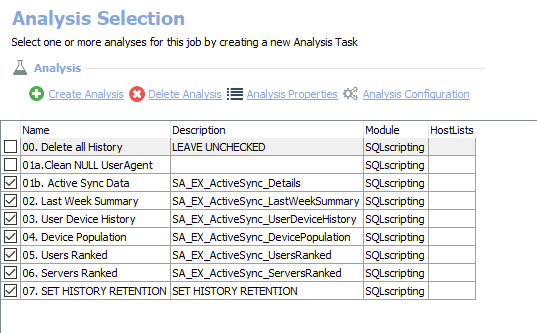 Analysis Selection
Select one or more analyses for this job by creating a new Analysis Task
Analysis
Create Analysis Delete Analysis Analysis Properties Analysis Configuration
Name Description Module HostLists
00. Delete all History LEAVE UNCHECKED SQLscripting
01a.Clean NULL UserAgent SQLscripting
01b. Active Sync Data SA_EX_ActiveSync_Details SQLscripting
02. Last Week Summary SA_EX_ActiveSync_LastWeekSummary SQLscripting
03. User Device History SA_EX_ActiveSync_UserDeviceHistory SQLscripting
04. Device Population SA_EX_ActiveSync_DevicePopulation SQLscripting
05. Users Ranked SA_EX_ActiveSync_UsersRanked SQLscripting
06. Servers Ranked SA_EX_ActiveSync_ServersRanked SQLscripting
07. SET HISTORY RETENTION SET HISTORY RETENTION SQLscripting